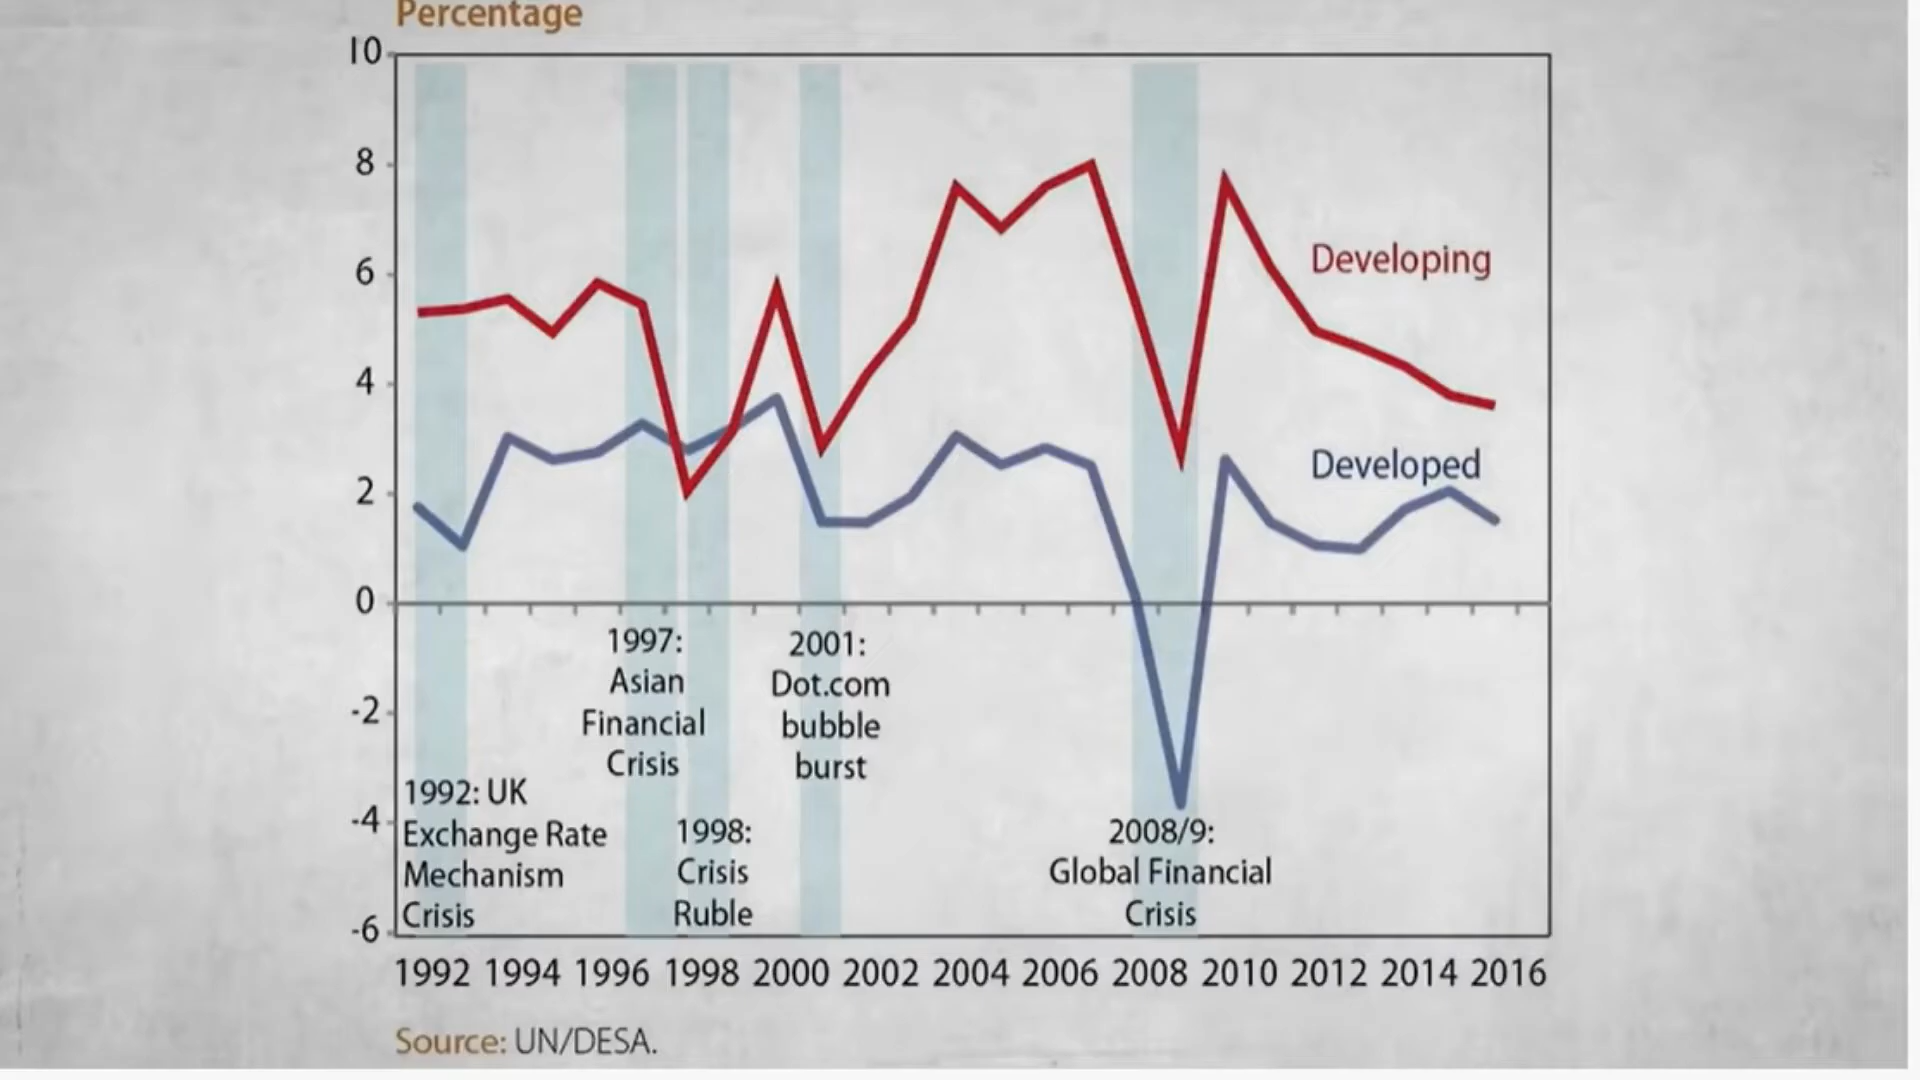 Percentage
10
8
6
4
2
0
-2
-4
-6
Developing
Developed
1997:
Asian
Financial
Crisis
2001:
Dot.com
bubble
burst
1992: UK
Exchange Rate
Mechanism
Crisis
1998:
Crisis
Ruble
2008/9:
Global Financial
Crisis
1992 1994 1996 1998 2000 2002 2004 2006 2008 2010 2012 2014 2016
Source: UN/DESA.